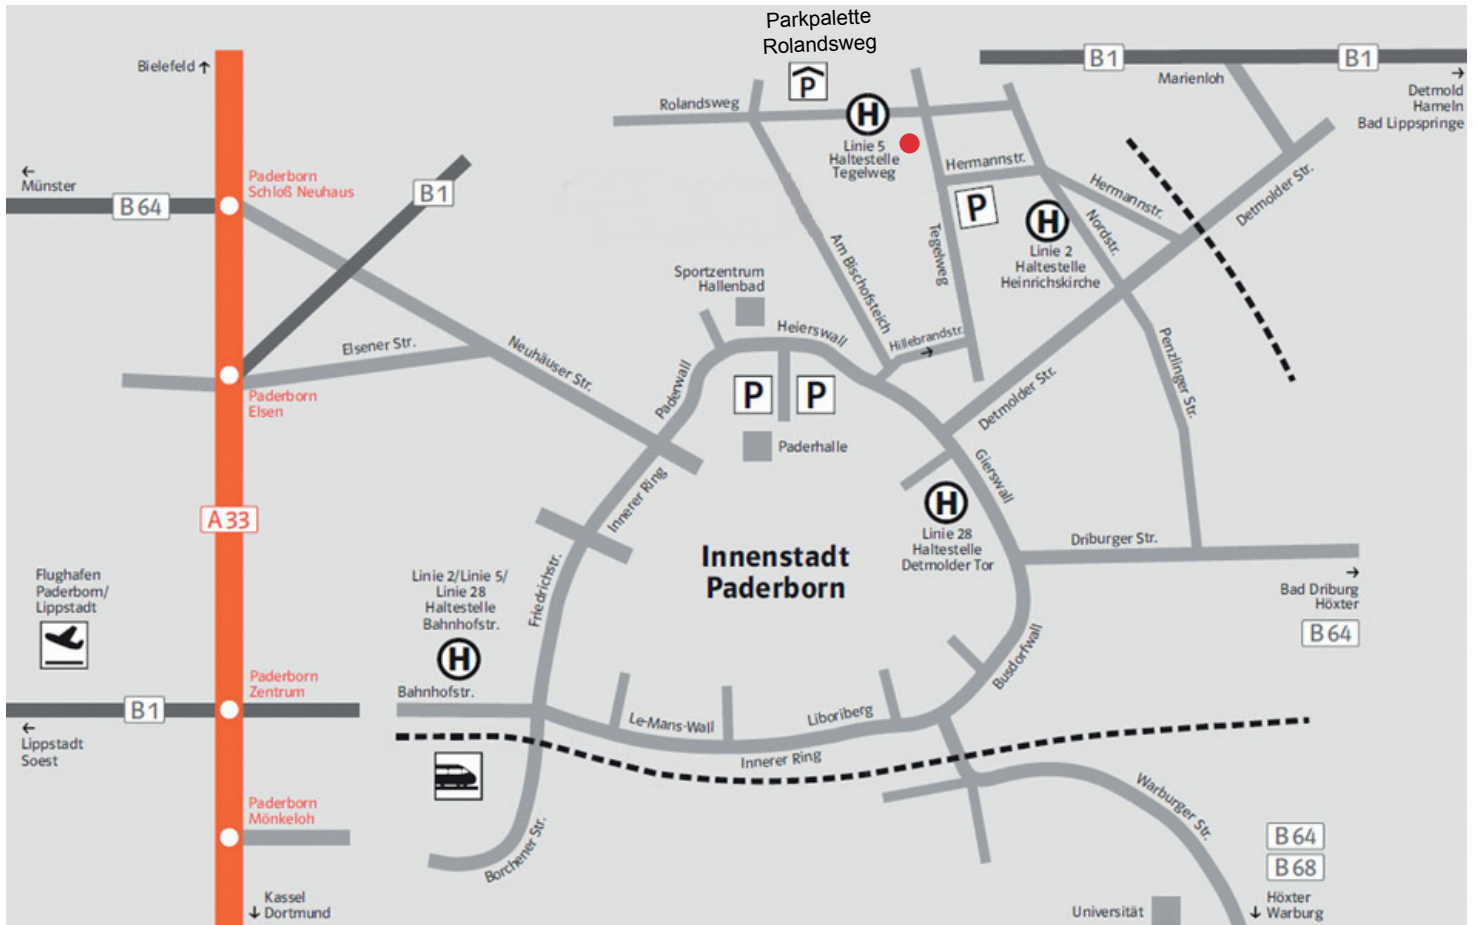 Parkpalette
Rolandsweg
P
Bielefeld
B1
B1
Marienloh
Detmold
Hameln
Bad Lippspringe
Rolandsweg
H
Linie 5
Haltestelle
Tegelweg
Hermannstr.
Hermannstr.
Detmolder Str.
Münster
B 64
Paderborn
Schloß Neuhaus
B1
P
H
Nordstr.
Linie 2
Haltestelle
Heinrichskirche
Tegelweg
Am Bischofsteich
Sportzentrum
Hallenbad
Heierswall
Hillebrandstr.
Elsener Str.
Neuhäuser Str.
Paderwall
Penzlinger Str.
Detmolder Str.
Paderborn
Elsen
P
P
Paderhalle
Gierswall
Innerer Ring
H
Linie 28
Haltestelle
Detmolder Tor
A 33
Innenstadt
Paderborn
Driburger Str.
Bad Driburg
Höxter
B 64
Flughafen
Paderborn/
Lippstadt
Linie 2/Linie 5/
Linie 28
Haltestelle
Bahnhofstr.
H
Friedrichstr.
Busdorfwall
Paderborn
Zentrum
B1
Bahnhofstr.
Le-Mans-Wall
Liboriberg
Innerer Ring
Lippstadt
Soest
Paderborn
Mönkeloh
Borchener Str.
Warburger Str.
B 64
B 68
Kassel
Dortmund
Universität
Höxter
Warburg